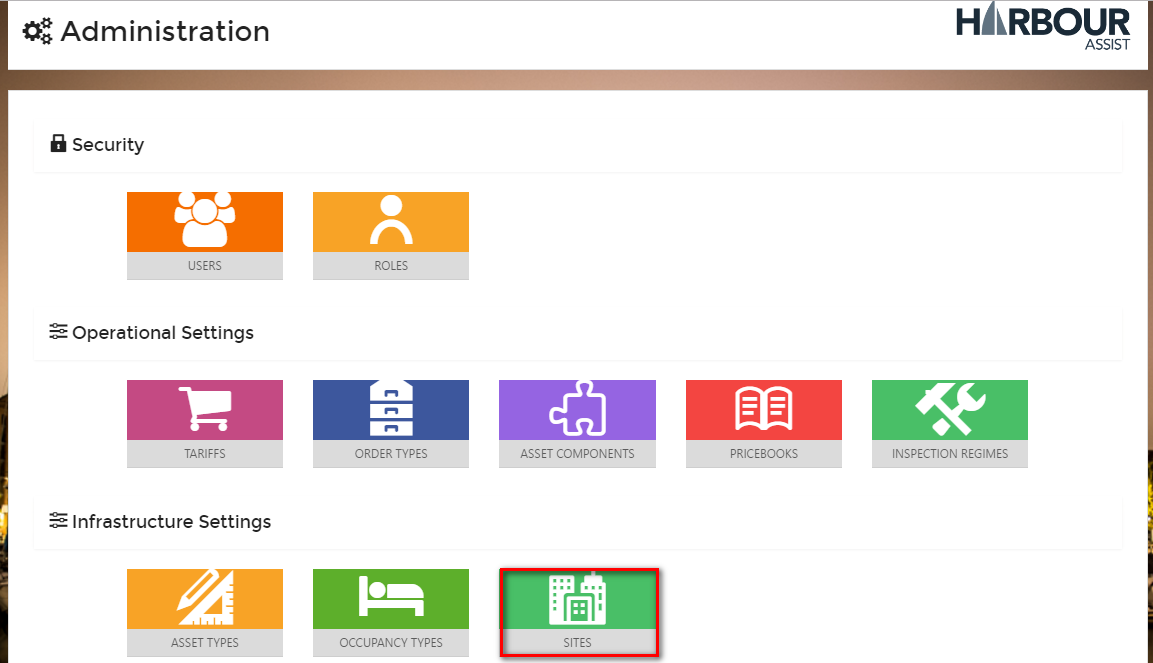 Administration
HARBOUR
ASSIST
Security
USERS
ROLES
Operational Settings
TARIFFS
ORDER TYPES
ASSET COMPONENTS
PRICEBOOKS
INSPECTION REGIMES
Infrastructure Settings
ASSET TYPES
OCCUPANCY TYPES
SITES